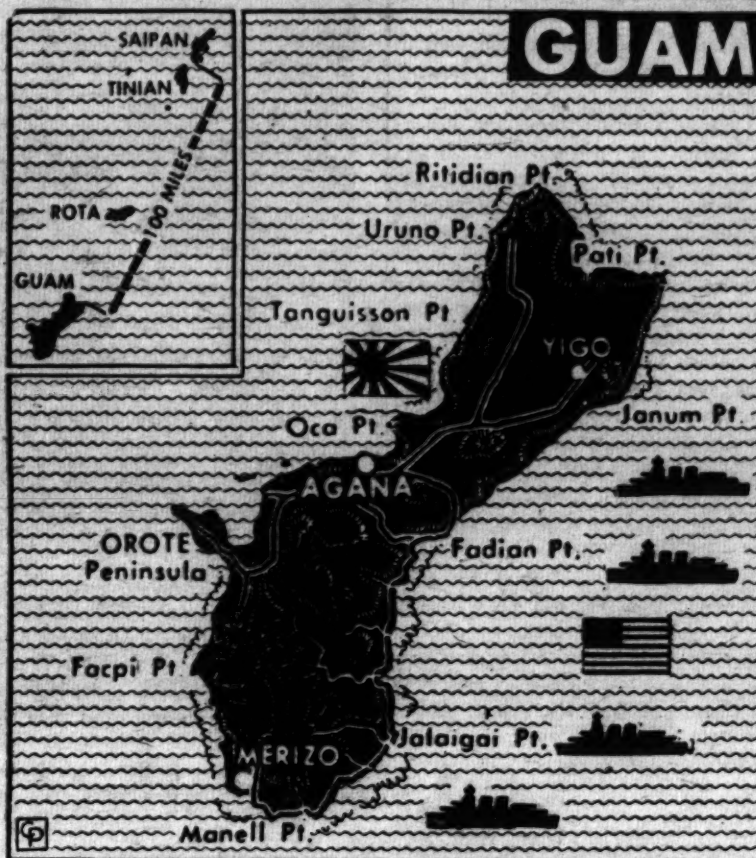 GUAM
SAIPAN
TINIAN
100 MILES
ROTA
GUAM
Ritidian Pt.
Uruno Pt.
Pati Pt.
Tanguisson Pt.
YIGO
Janum Pt.
Oca Pt.
AGANA
OROTE
Peninsula
Fadian Pt.
Facpi Pt.
Jalaigai Pt.
MERIZO
Manell Pt.
CP